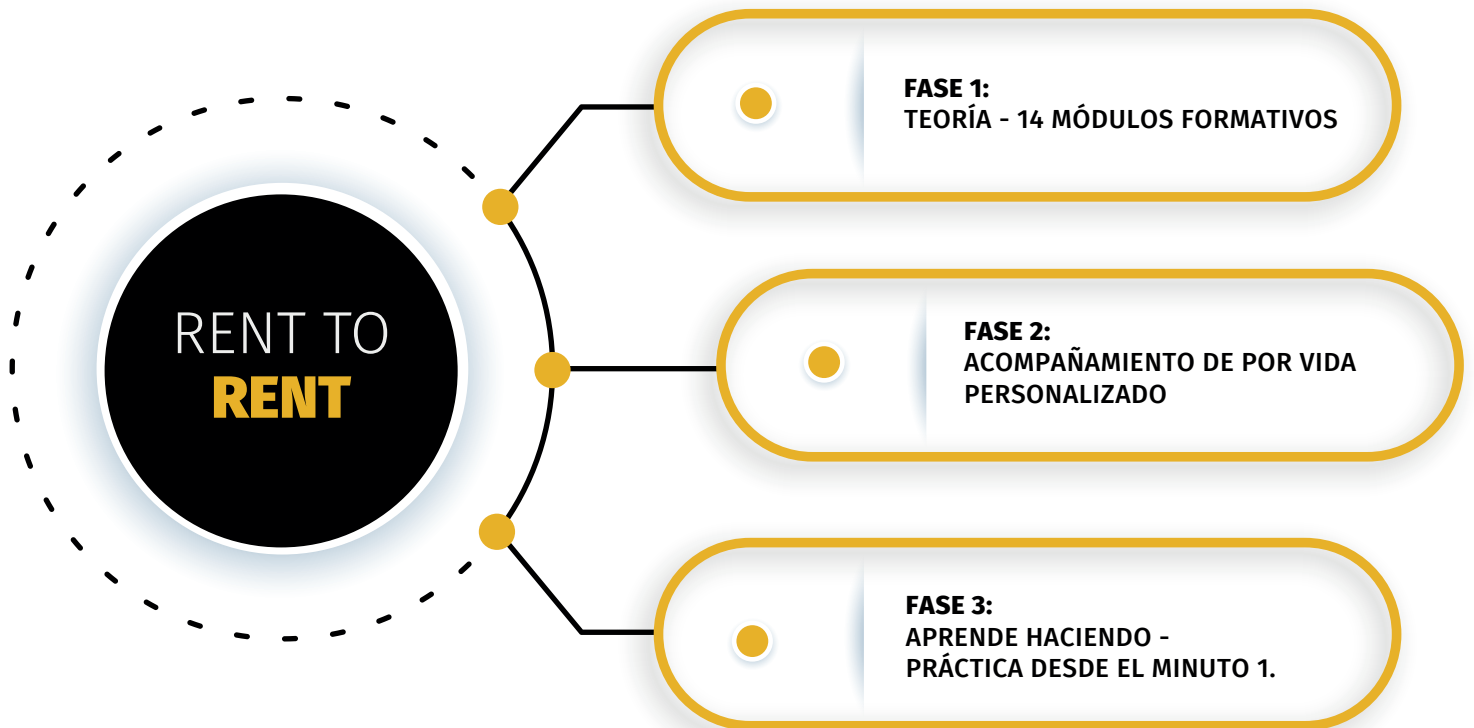 RENT TO
RENT
FASE 1:
TEORÍA - 14 MÓDULOS FORMATIVOS
FASE 2:
ACOMPAÑAMIENTO DE POR VIDA
PERSONALIZADO
FASE 3:
APRENDE HACIENDO -
PRÁCTICA DESDE EL MINUTO 1.